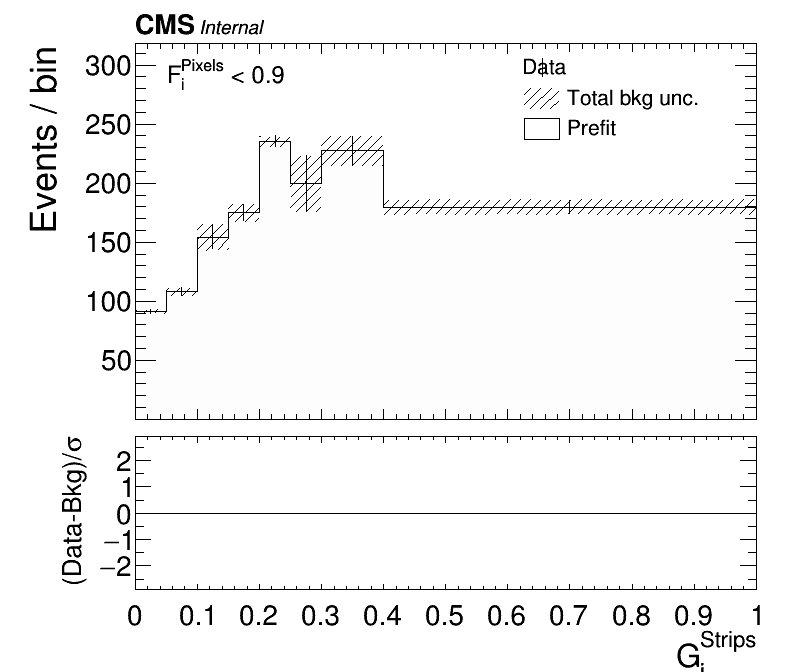 CMS Internal
Events / bin
300
250
200
150
100
50
F_i^Pixels < 0.9
Data
Total bkg unc.
Prefit
(Data-Bkg)/σ
2
1
0
−1
−2
0 0.1 0.2 0.3 0.4 0.5 0.6 0.7 0.8 0.9 1
G_i^Strips